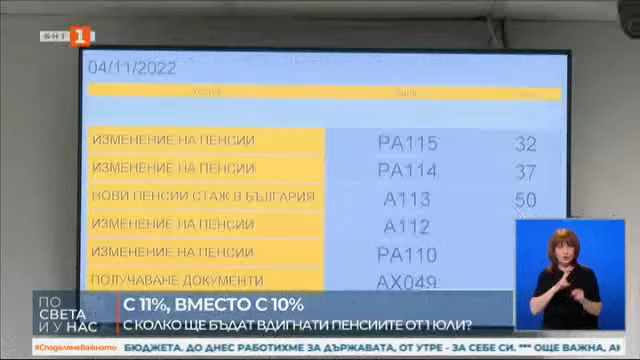 БНТ 1
04/11/2022
ИЗМЕНЕНИЕ НА ПЕНСИИ PA115 32
ИЗМЕНЕНИЕ НА ПЕНСИИ PA114 37
НОВИ ПЕНСИИ СТАЖ В БЪЛГАРИЯ A113 50
ИЗМЕНЕНИЕ НА ПЕНСИИ A112
ИЗМЕНЕНИЕ НА ПЕНСИИ PA110
ПОЛУЧАВАНЕ ДОКУМЕНТИ AX049
ПО
СВЕТА
И У НАС
С 11%, ВМЕСТО С 10%
С КОЛКО ЩЕ БЪДАТ ВДИГНАТИ ПЕНСИИТЕ ОТ 1 ЮЛИ?
#СподелямеВажното БЮДЖЕТА. ДО ДНЕС РАБОТИХМЕ ЗА ДЪРЖАВАТА, ОТ УТРЕ - ЗА СЕБЕ СИ. *** ОЩЕ ВАЖНА, АК